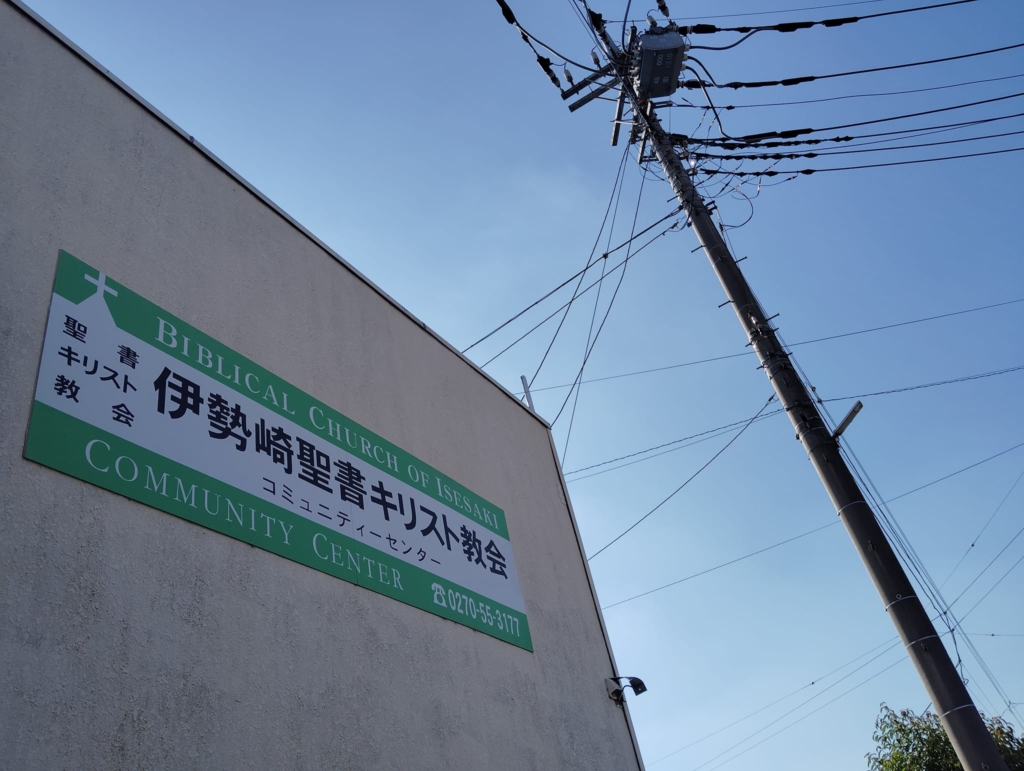 BIBLICAL CHURCH OF ISESAKI
聖書
キリスト
教会
伊勢崎聖書キリスト教会
コミュニティーセンター
COMMUNITY CENTER
☎0270-55-3177